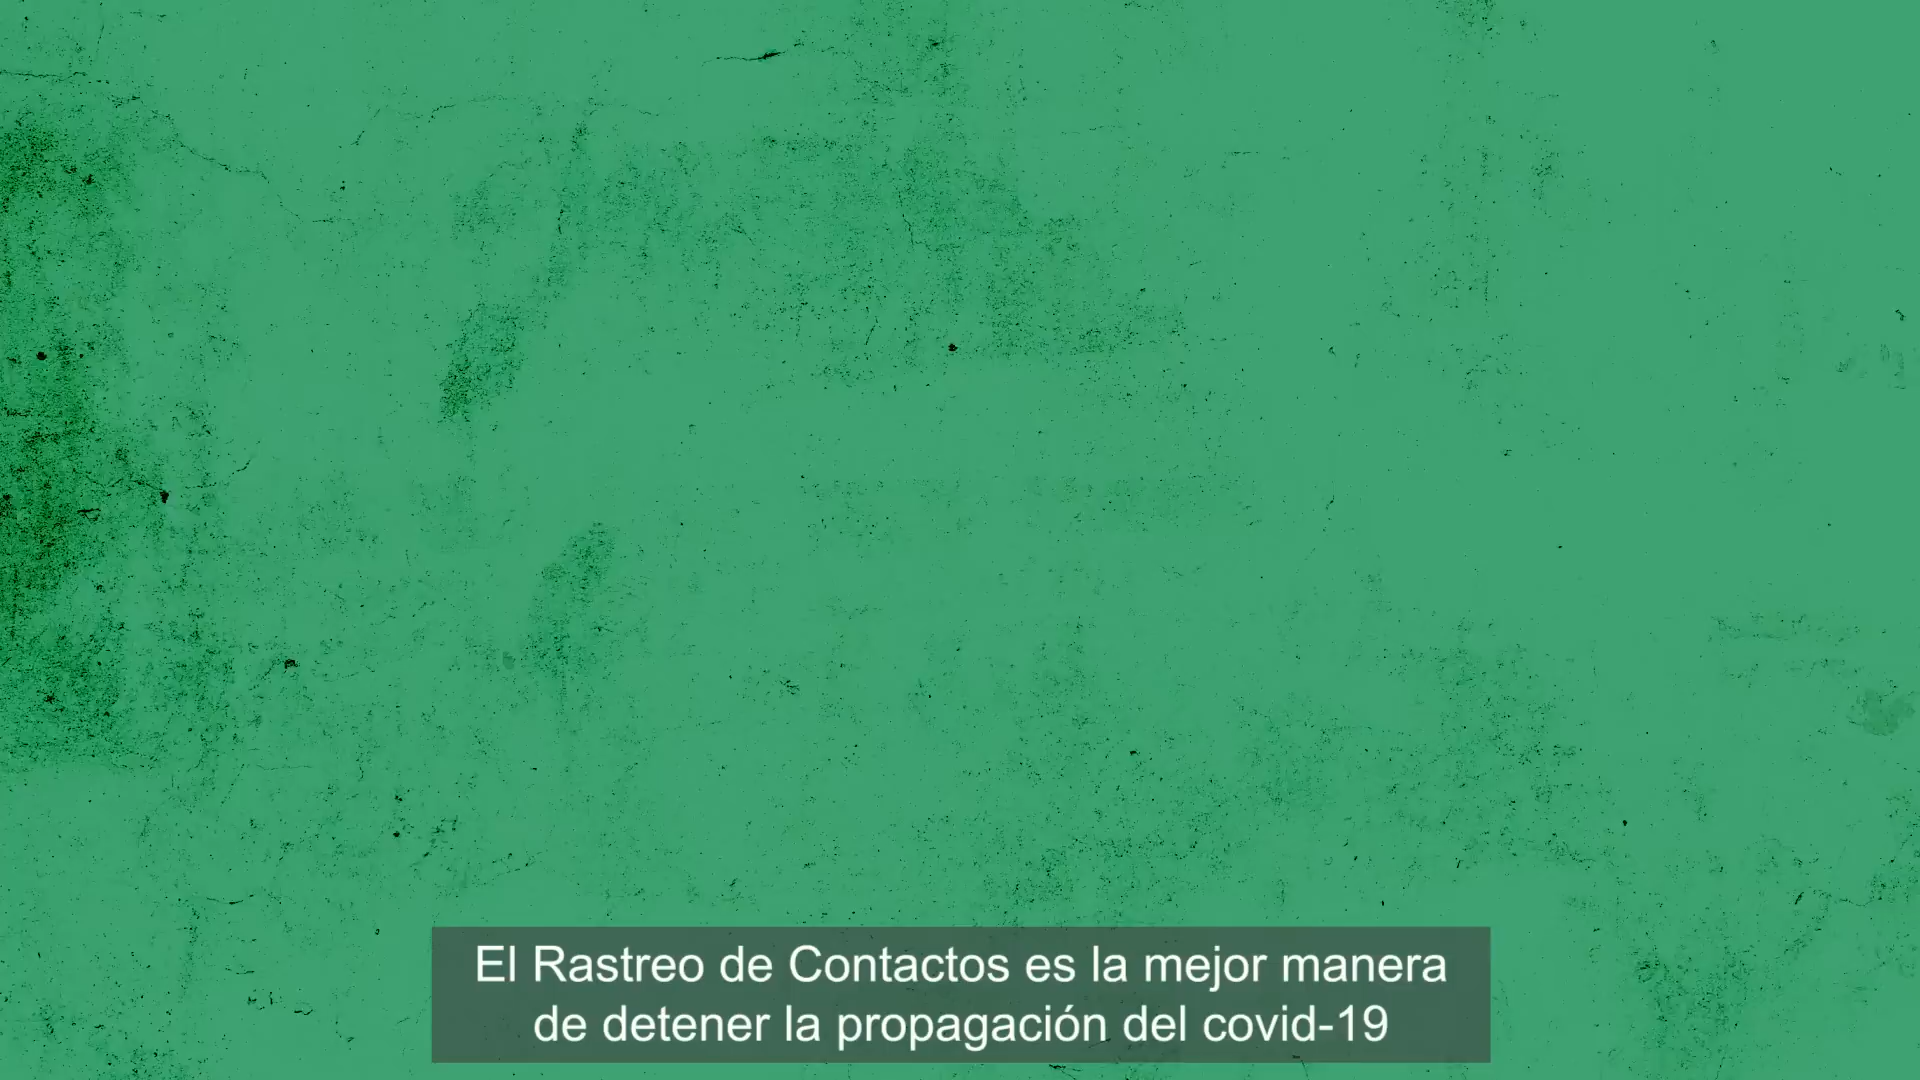 El Rastreo de Contactos es la mejor manera
de detener la propagación del covid-19